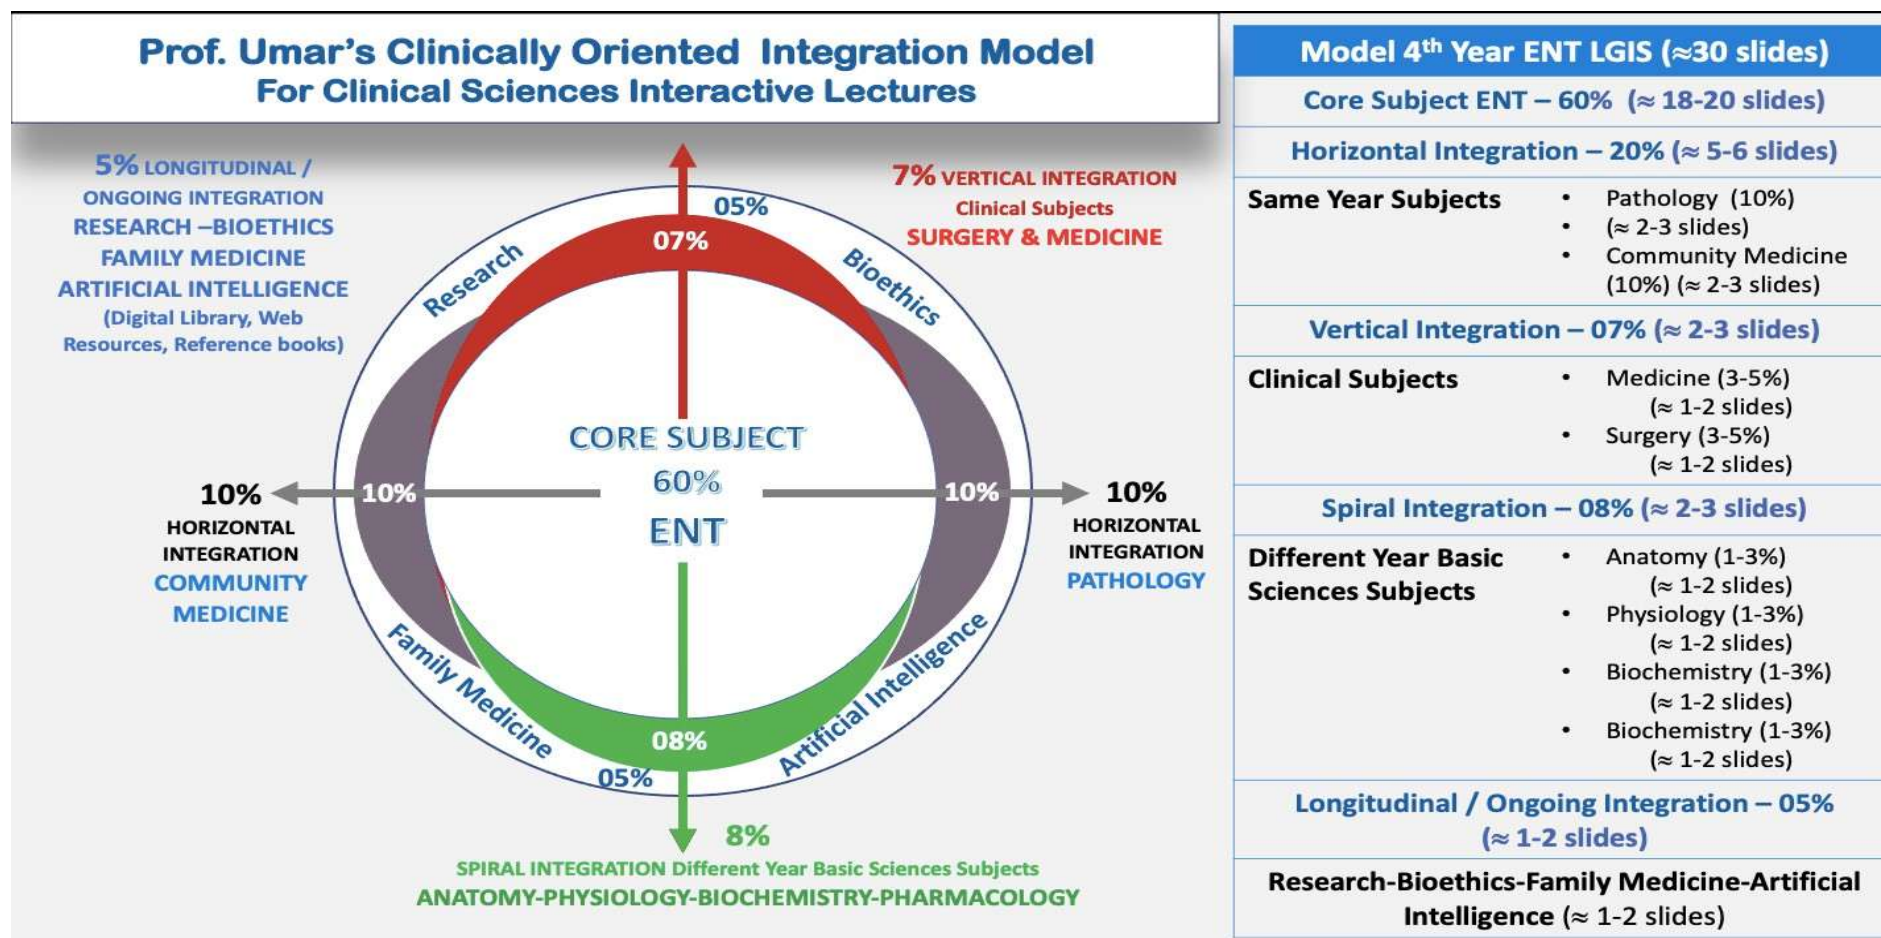 Prof. Umar's Clinically Oriented Integration Model
For Clinical Sciences Interactive Lectures
5% LONGITUDINAL /
ONGOING INTEGRATION
RESEARCH –BIOETHICS
FAMILY MEDICINE
ARTIFICIAL INTELLIGENCE
(Digital Library, Web
Resources, Reference books)
7% VERTICAL INTEGRATION
Clinical Subjects
SURGERY & MEDICINE
05%
07%
Research
Bioethics
CORE SUBJECT
60%
ENT
10%
HORIZONTAL
INTEGRATION
COMMUNITY
MEDICINE
10%
10%
10%
HORIZONTAL
INTEGRATION
PATHOLOGY
Family Medicine
Artificial Intelligence
08%
05%
8%
SPIRAL INTEGRATION Different Year Basic Sciences Subjects
ANATOMY-PHYSIOLOGY-BIOCHEMISTRY-PHARMACOLOGY
Model 4th Year ENT LGIS (≈30 slides)
Core Subject ENT – 60% (≈ 18-20 slides)
Horizontal Integration – 20% (≈ 5-6 slides)
Same Year Subjects
• Pathology (10%)
• (≈ 2-3 slides)
• Community Medicine
(10%) (≈ 2-3 slides)
Vertical Integration – 07% (≈ 2-3 slides)
Clinical Subjects
• Medicine (3-5%)
(≈ 1-2 slides)
• Surgery (3-5%)
(≈ 1-2 slides)
Spiral Integration – 08% (≈ 2-3 slides)
Different Year Basic
Sciences Subjects
• Anatomy (1-3%)
(≈ 1-2 slides)
• Physiology (1-3%)
(≈ 1-2 slides)
• Biochemistry (1-3%)
(≈ 1-2 slides)
• Biochemistry (1-3%)
(≈ 1-2 slides)
Longitudinal / Ongoing Integration – 05%
(≈ 1-2 slides)
Research-Bioethics-Family Medicine-Artificial
Intelligence (≈ 1-2 slides)